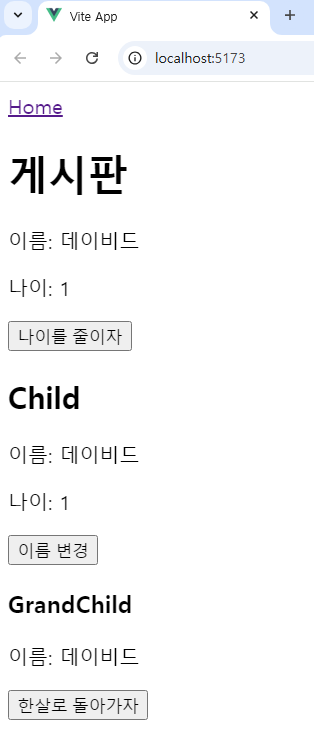 Vite App
localhost:5173
Home
게시판
이름: 데이비드
나이: 1
나이를 줄이자
Child
이름: 데이비드
나이: 1
이름 변경
GrandChild
이름: 데이비드
한살로 돌아가자